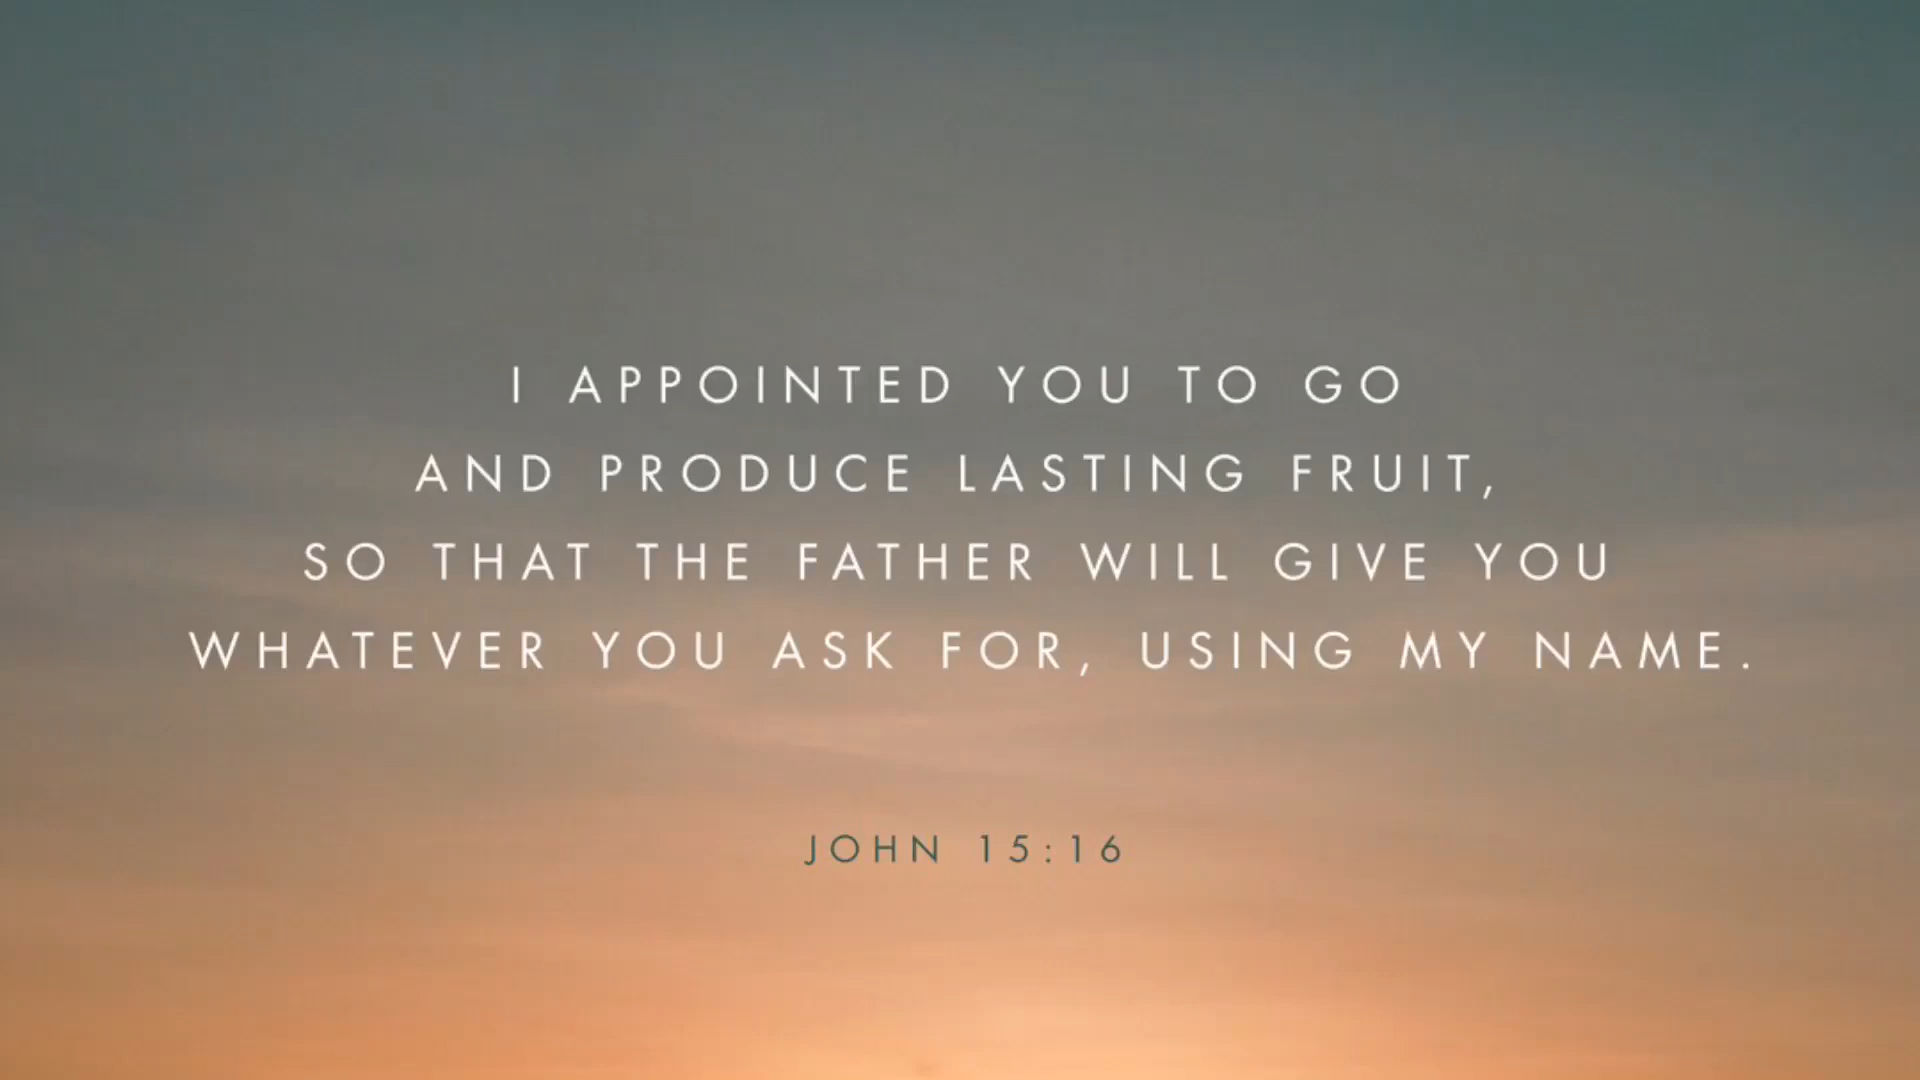 I APPOINTED YOU TO GO
AND PRODUCE LASTING FRUIT,
SO THAT THE FATHER WILL GIVE YOU
WHATEVER YOU ASK FOR, USING MY NAME.
JOHN 15:16